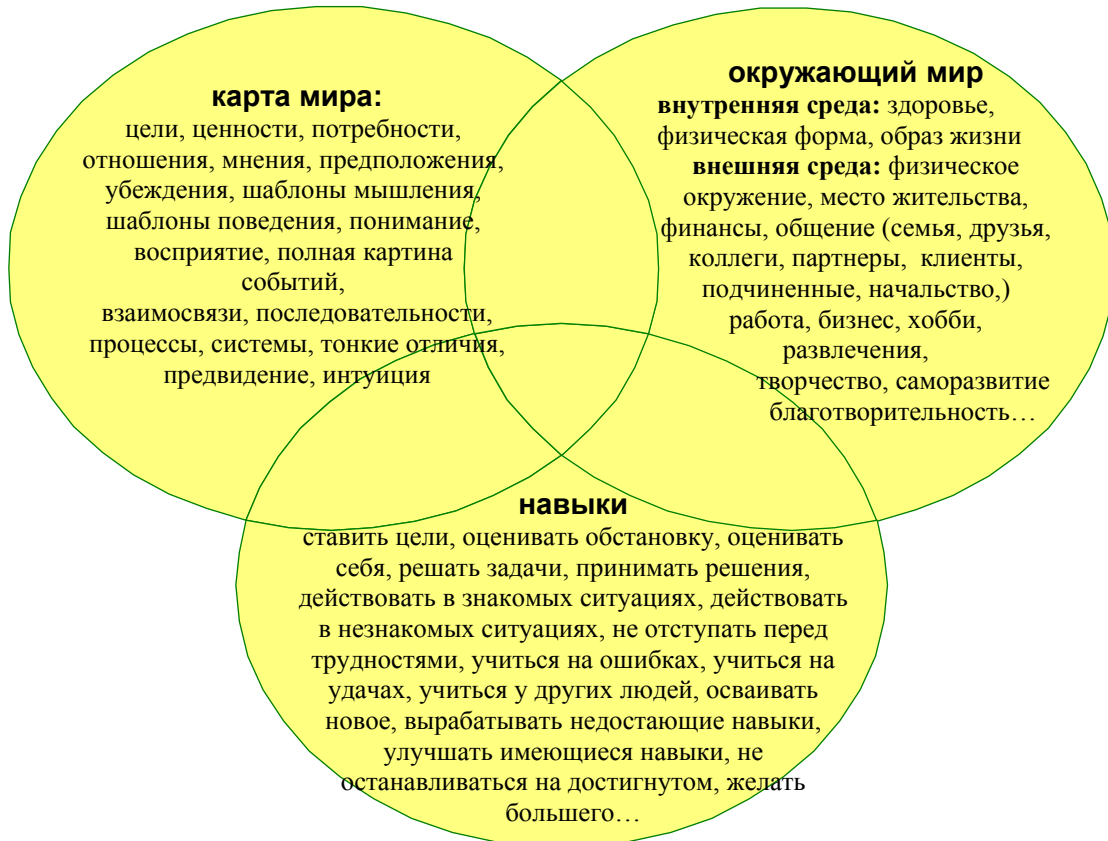 карта мира:
цели, ценности, потребности,
отношения, мнения, предположения,
убеждения, шаблоны мышления,
шаблоны поведения, понимание,
восприятие, полная картина
событий,
взаимосвязи, последовательности,
процессы, системы, тонкие отличия,
предвидение, интуиция
окружающий мир
внутренняя среда: здоровье,
физическая форма, образ жизни
внешняя среда: физическое
окружение, место жительства,
финансы, общение (семья, друзья,
коллеги, партнеры, клиенты,
подчиненные, начальство,)
работа, бизнес, хобби,
развлечения,
творчество, саморазвитие
благотворительность…
навыки
ставить цели, оценивать обстановку, оценивать
себя, решать задачи, принимать решения,
действовать в знакомых ситуациях, действовать
в незнакомых ситуациях, не отступать перед
трудностями, учиться на ошибках, учиться на
удачах, учиться у других людей, осваивать
новое, вырабатывать недостающие навыки,
улучшать имеющиеся навыки, не
останавливаться на достигнутом, желать
большего…